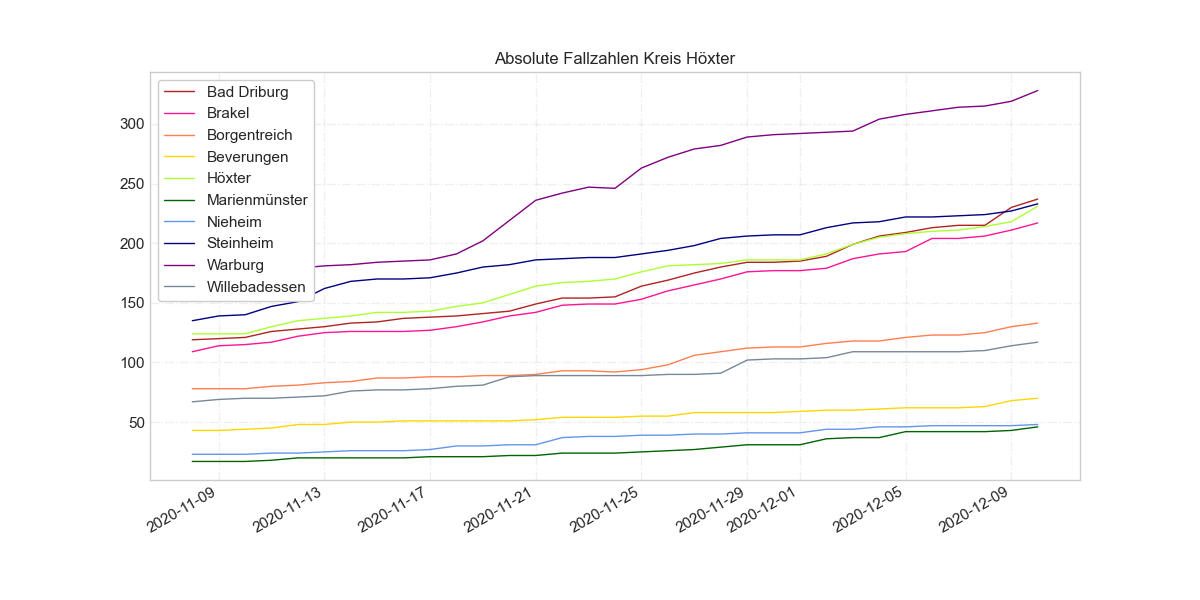 Absolute Fallzahlen Kreis Höxter
Bad Driburg
Brakel
Borgentreich
Beverungen
Höxter
Marienmünster
Nieheim
Steinheim
Warburg
Willebadessen
300
250
200
150
100
50
2020-11-09
2020-11-13
2020-11-17
2020-11-21
2020-11-25
2020-11-29
2020-12-01
2020-12-05
2020-12-09